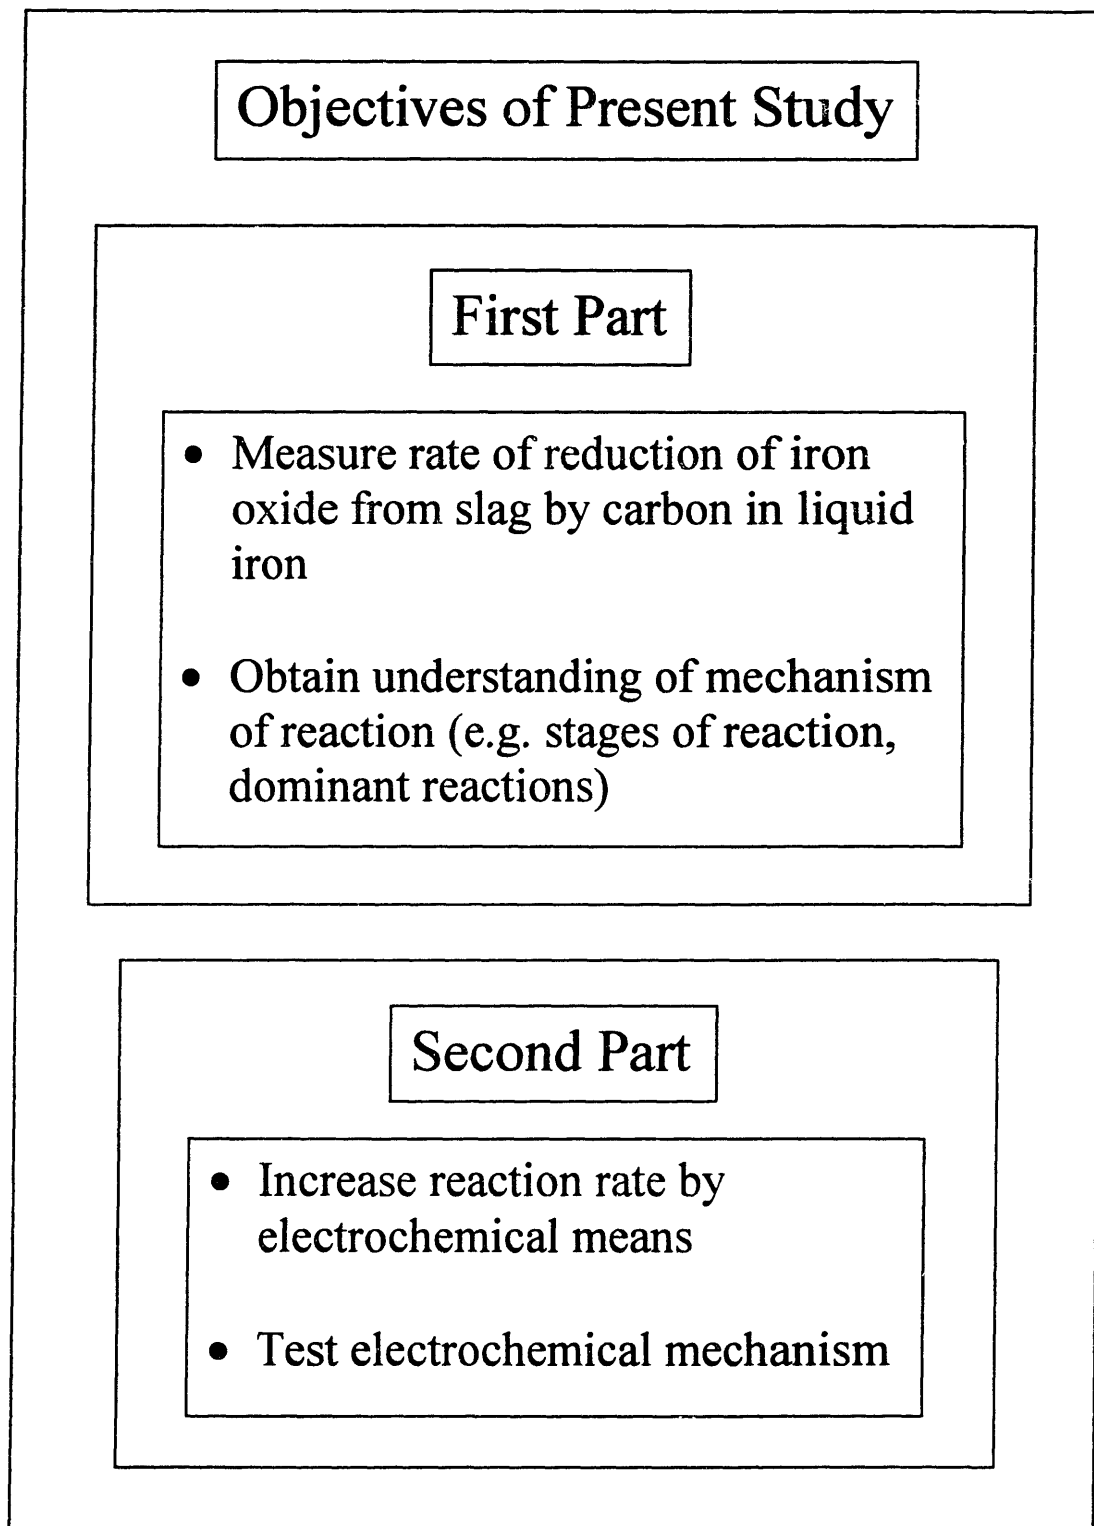 Objectives of Present Study
First Part
• Measure rate of reduction of iron
oxide from slag by carbon in liquid
iron
• Obtain understanding of mechanism
of reaction (e.g. stages of reaction,
dominant reactions)
Second Part
• Increase reaction rate by
electrochemical means
• Test electrochemical mechanism